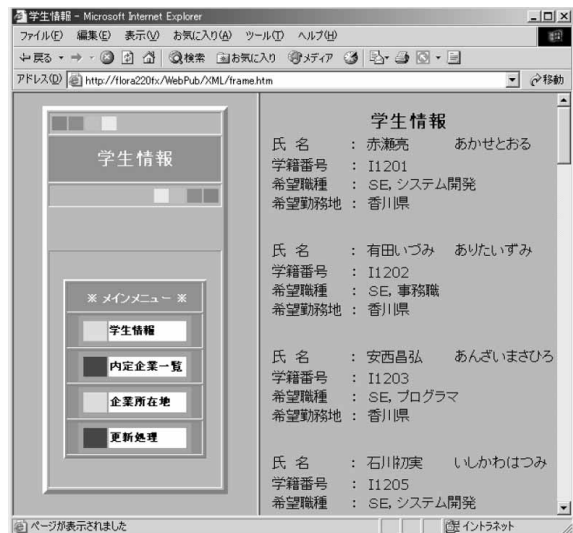 学生情報 - Microsoft Internet Explorer
ファイル(F) 編集(E) 表示(V) お気に入り(A) ツール(T) ヘルプ(H)
戻る 検索 お気に入り メディア
アドレス(D) http://flora220fx/WebPub/XML/frame.htm 移動
学生情報
※ メインメニュー ※
学生情報
内定企業一覧
企業所在地
更新処理
学生情報
氏 名 : 赤瀬亮 あかせとおる
学籍番号 : I1201
希望職種 : SE, システム開発
希望勤務地 : 香川県
氏 名 : 有田いづみ ありたいずみ
学籍番号 : I1202
希望職種 : SE, 事務職
希望勤務地 : 香川県
氏 名 : 安西昌弘 あんざいまさひろ
学籍番号 : I1203
希望職種 : SE, プログラマ
希望勤務地 : 香川県
氏 名 : 石川初実 いしかわはつみ
学籍番号 : I1205
希望職種 : SE, システム開発
ページが表示されました イントラネット